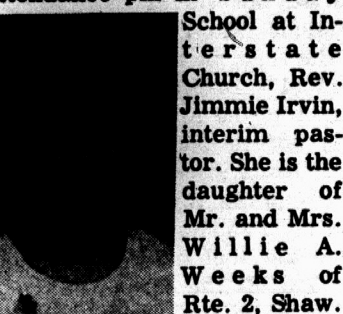 School at In-
terstate
Church, Rev.
Jimmie Irvin,
interim pas-
tor. She is the
daughter of
Mr. and Mrs.
Willie A.
Weeks of
Rte. 2, Shaw.